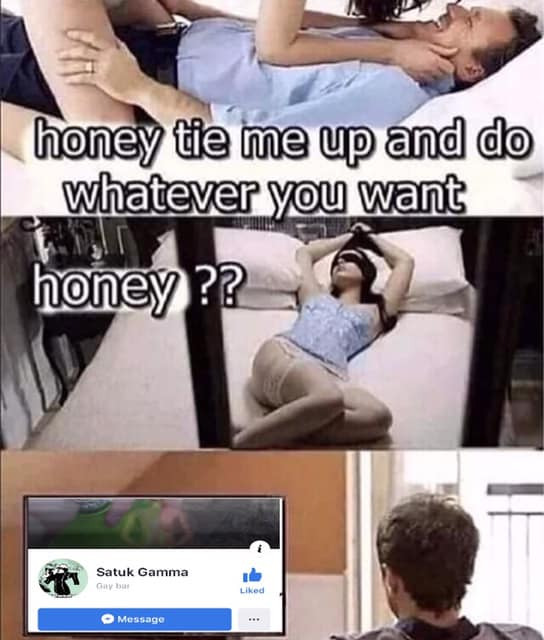 honey tie me up and do
whatever you want
honey ??
i
Satuk Gamma
Gay bar
Liked
Message
...